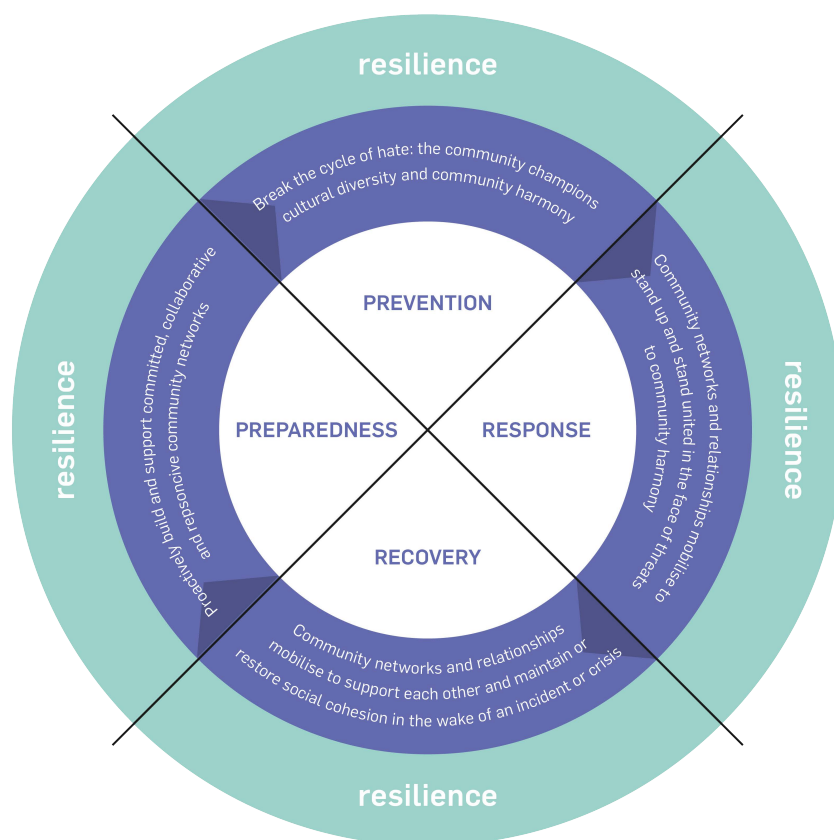 resilience
Break the cycle of hate: the community champions
cultural diversity and community harmony
PREVENTION
resilience
Proactively build and support committed, collaborative
and repsoncive community networks
PREPAREDNESS
RESPONSE
Community networks and relationships mobilise to
stand up and stand united in the face of threats
to community harmony
resilience
RECOVERY
Community networks and relationships
mobilise to support each other and maintain or
restore social cohesion in the wake of an incident or crisis
resilience